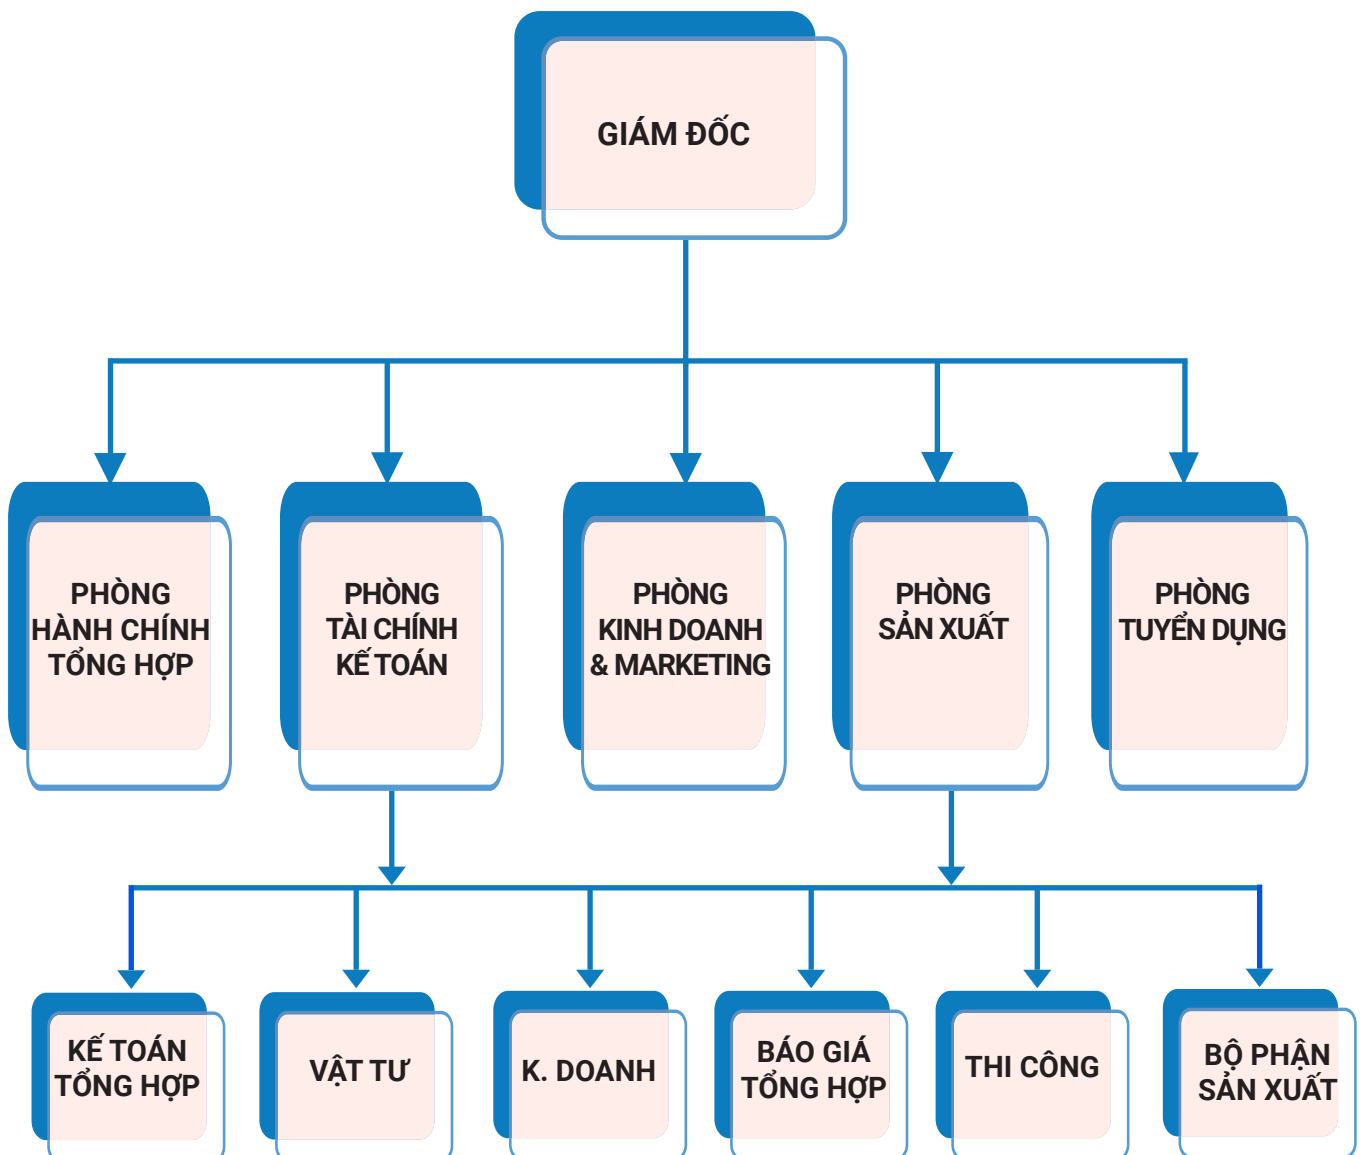 GIÁM ĐỐC
PHÒNG
HÀNH CHÍNH
TỔNG HỢP
PHÒNG
TÀI CHÍNH
KẾ TOÁN
PHÒNG
KINH DOANH
& MARKETING
PHÒNG
SẢN XUẤT
PHÒNG
TUYỂN DỤNG
KẾ TOÁN
TỔNG HỢP
VẬT TƯ
K. DOANH
BÁO GIÁ
TỔNG HỢP
THI CÔNG
BỘ PHẬN
SẢN XUẤT